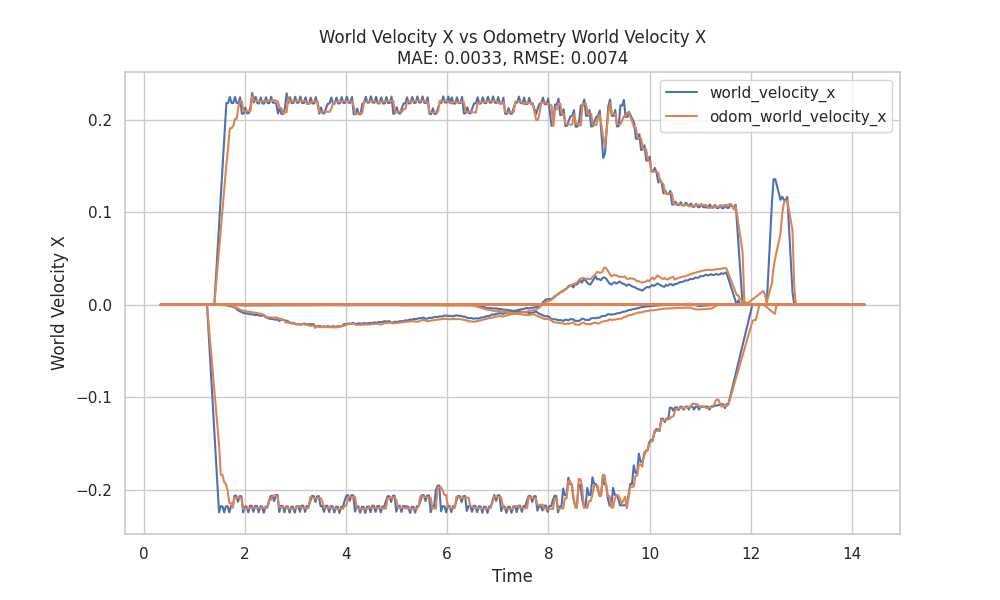 World Velocity X vs Odometry World Velocity X
MAE: 0.0033, RMSE: 0.0074
world_velocity_x
odom_world_velocity_x
World Velocity X
0.2
0.1
0.0
−0.1
−0.2
0 2 4 6 8 10 12 14
Time